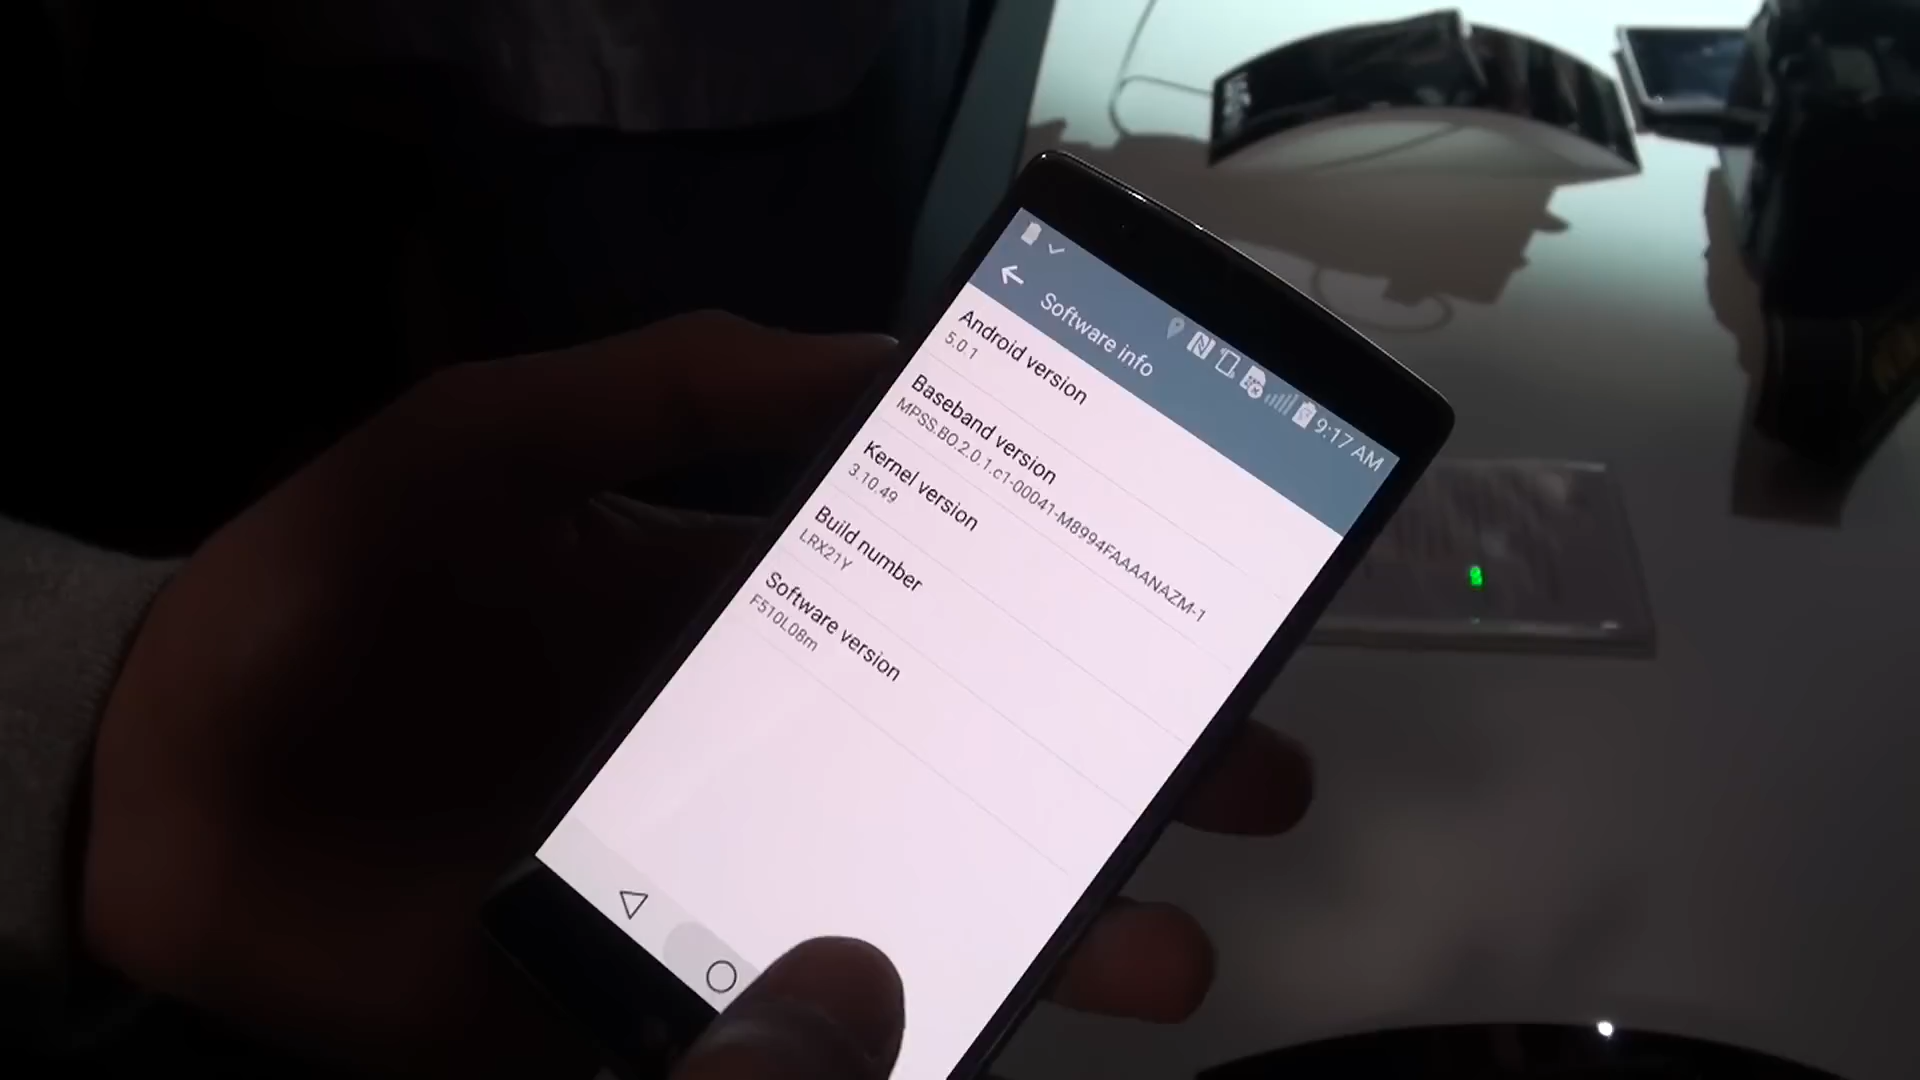 9:17 AM
Software info
Android version
5.0.1
Baseband version
MPSS.BO.2.0.1.c1-00041-M8994FAAAANAZM-1
Kernel version
3.10.49
Build number
LRX21Y
Software version
F510L08m